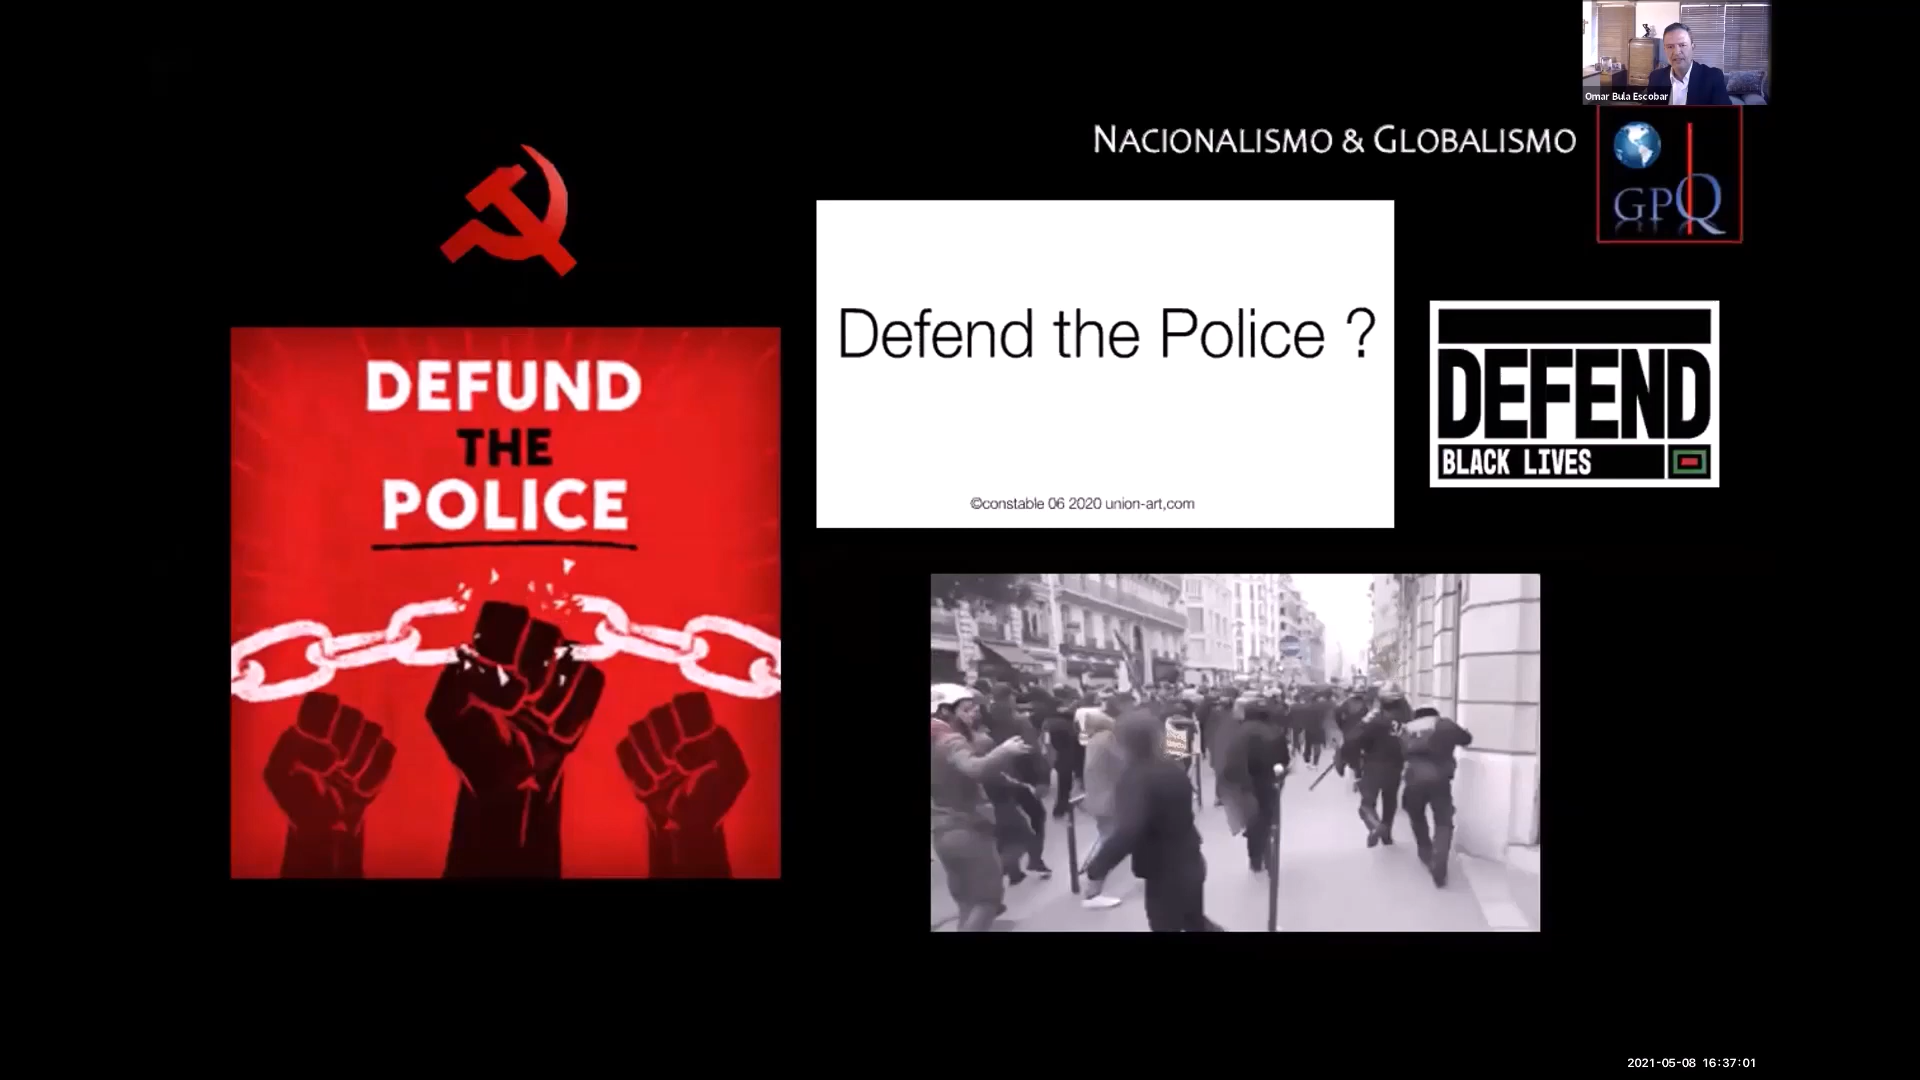 Omar Bula Escobar
NACIONALISMO & GLOBALISMO
GPQ
DEFUND
THE
POLICE
Defend the Police ?
©constable 06 2020 union-art,com
DEFEND
BLACK LIVES
2021-05-08 16:37:01